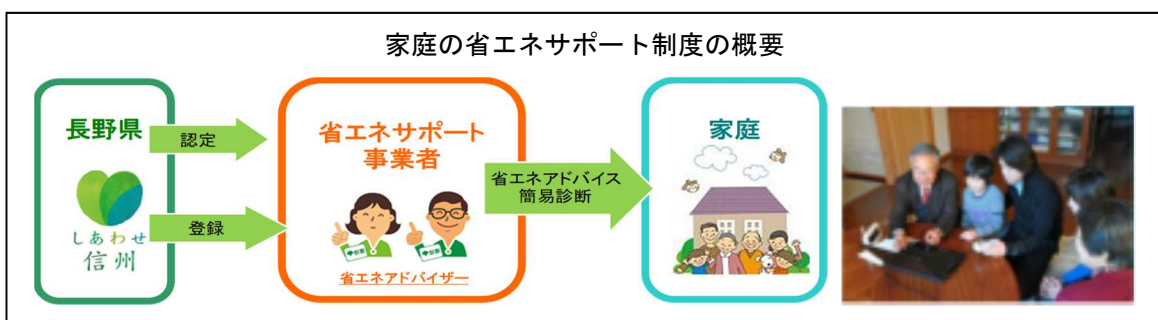 家庭の省エネサポート制度の概要
長野県
しあわせ
信州
認定
登録
省エネサポート
事業者
省エネアドバイザー
省エネアドバイス
簡易診断
家庭